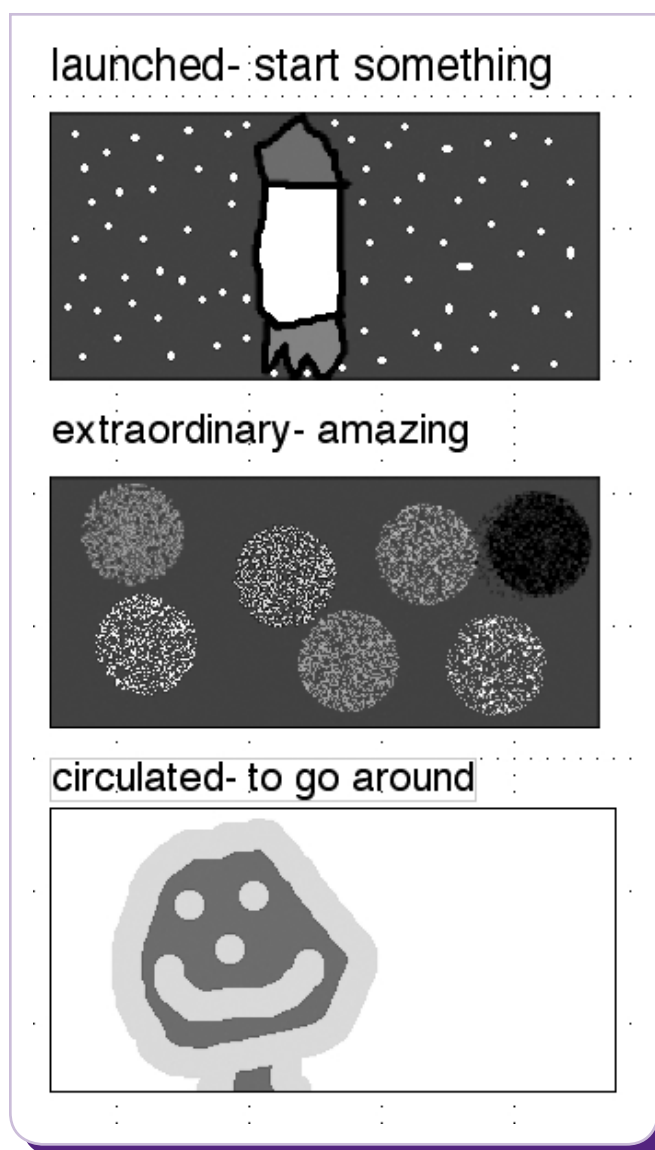 launched- start something
extraordinary- amazing
circulated- to go around